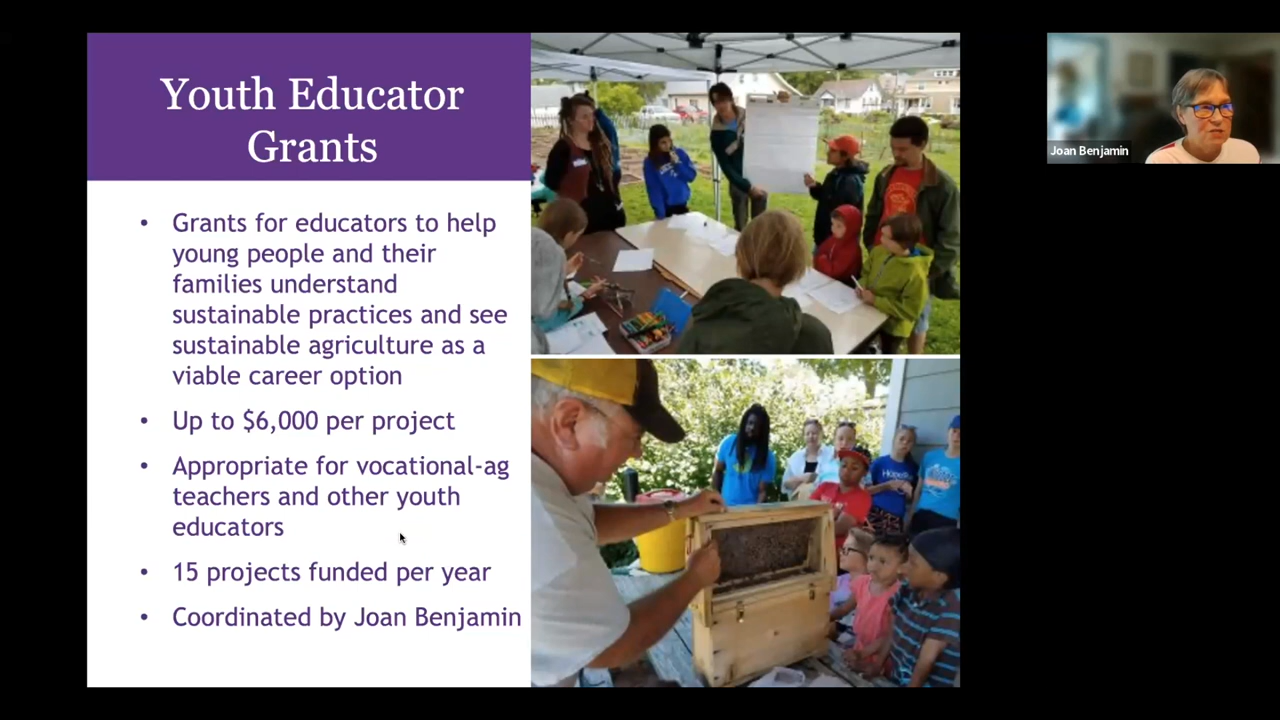 Youth Educator
Grants
• Grants for educators to help
young people and their
families understand
sustainable practices and see
sustainable agriculture as a
viable career option
• Up to $6,000 per project
• Appropriate for vocational-ag
teachers and other youth
educators
• 15 projects funded per year
• Coordinated by Joan Benjamin
Joan Benjamin